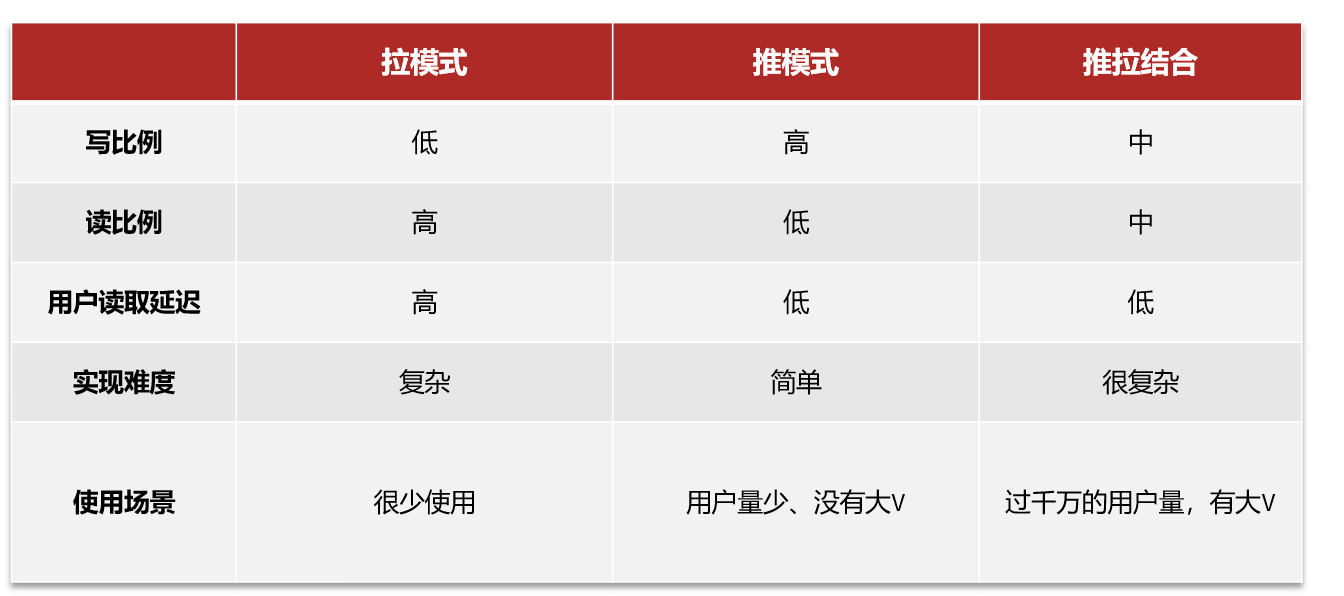 拉模式 推模式 推拉结合
写比例 低 高 中
读比例 高 低 中
用户读取延迟 高 低 低
实现难度 复杂 简单 很复杂
使用场景 很少使用 用户量少、没有大V 过千万的用户量，有大V